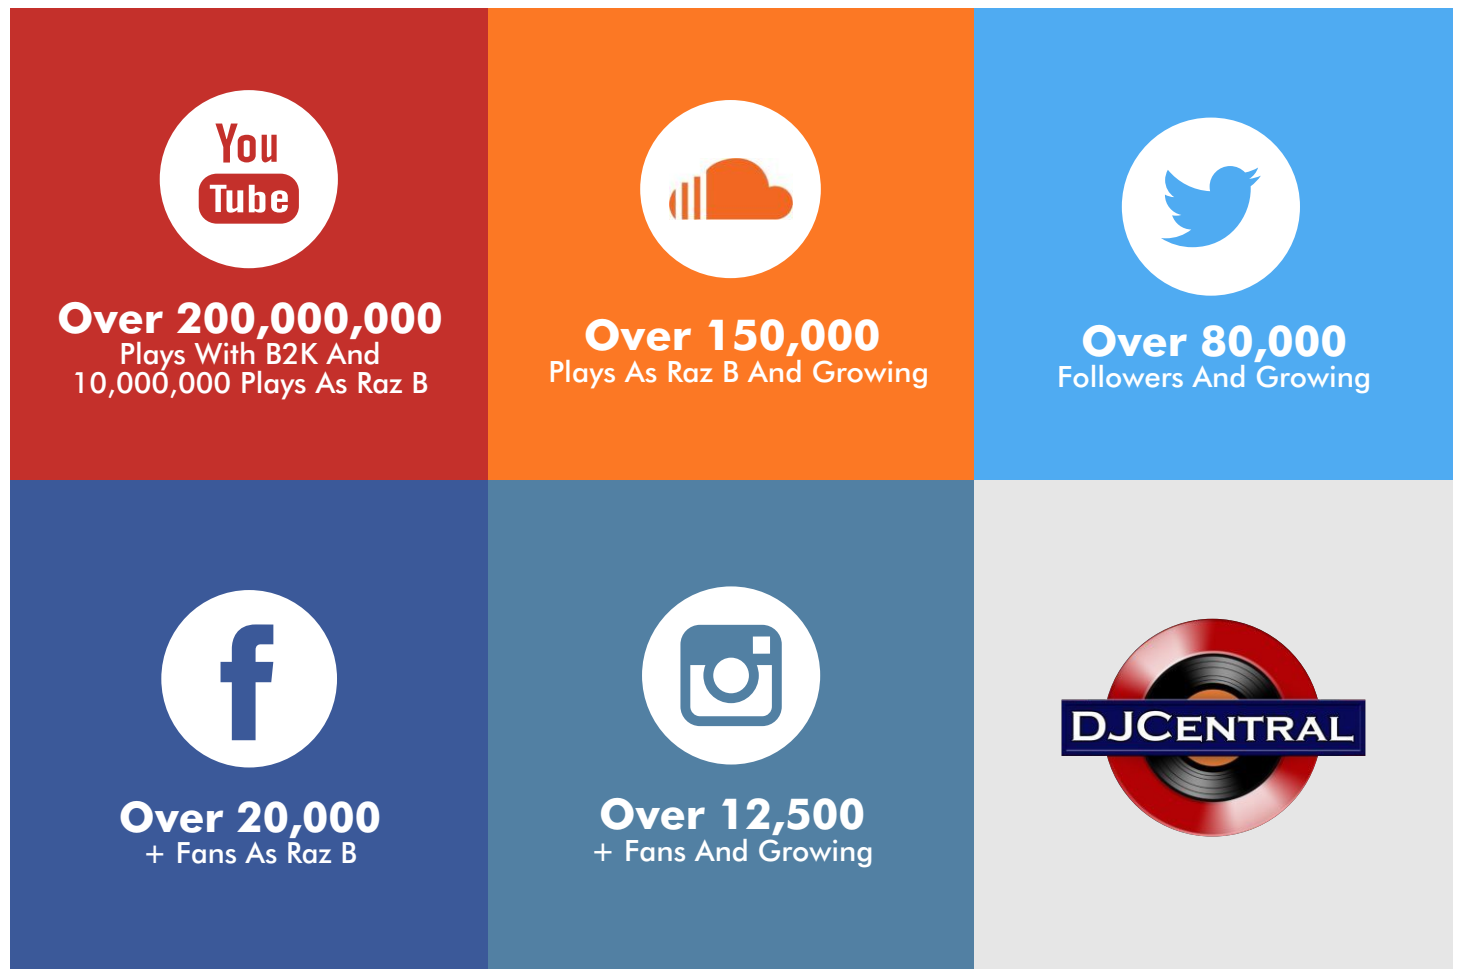 You
Tube
Over 200,000,000
Plays With B2K And
10,000,000 Plays As Raz B
Over 150,000
Plays As Raz B And Growing
Over 80,000
Followers And Growing
Over 20,000
+ Fans As Raz B
Over 12,500
+ Fans And Growing
DJCENTRAL